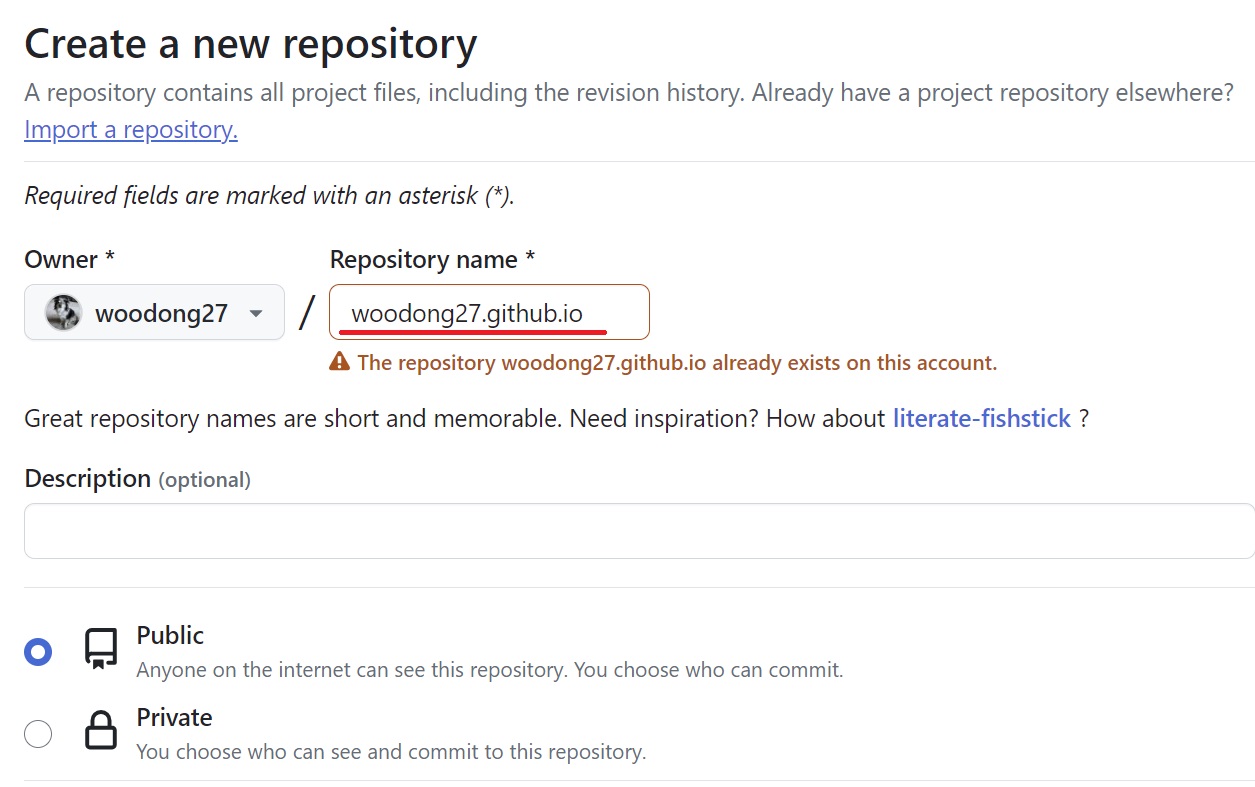 Create a new repository
A repository contains all project files, including the revision history. Already have a project repository elsewhere?
Import a repository.
Required fields are marked with an asterisk (*).
Owner * Repository name *
woodong27 / woodong27.github.io
The repository woodong27.github.io already exists on this account.
Great repository names are short and memorable. Need inspiration? How about literate-fishstick ?
Description (optional)
Public
Anyone on the internet can see this repository. You choose who can commit.
Private
You choose who can see and commit to this repository.